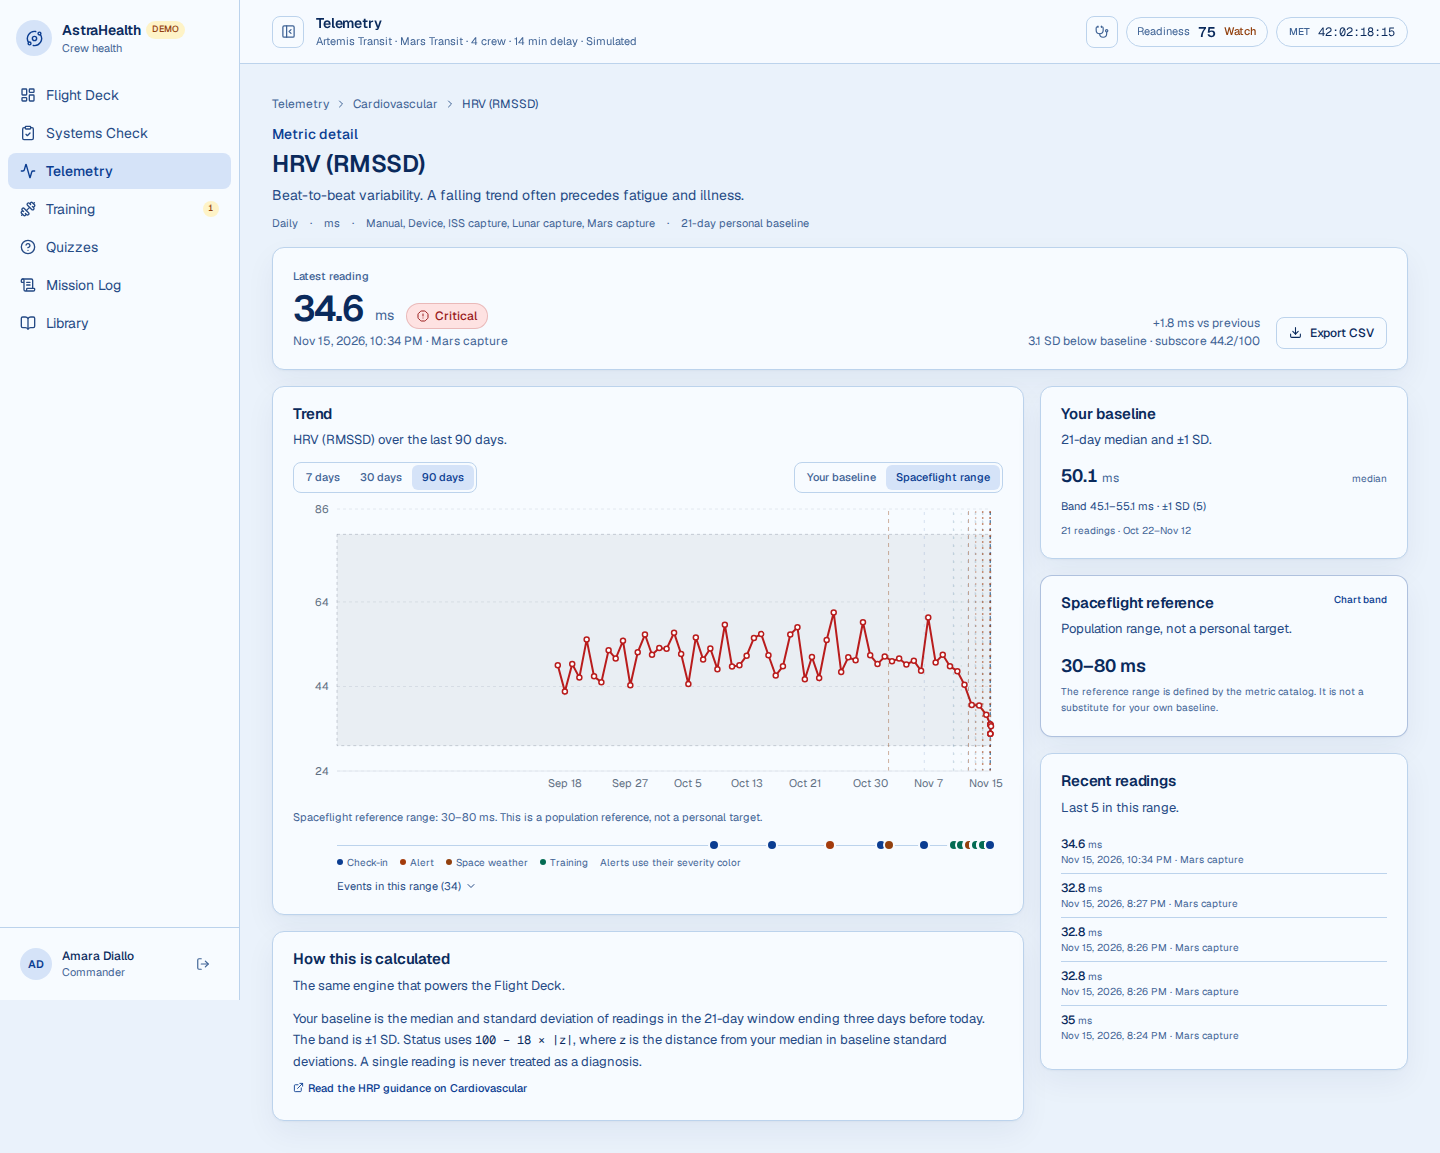 AstraHealth DEMO
Crew health
Flight Deck
Systems Check
Telemetry
Training 1
Quizzes
Mission Log
Library
AD
Amara Diallo
Commander
Telemetry
Artemis Transit · Mars Transit · 4 crew · 14 min delay · Simulated
Readiness 75 Watch
MET 42:02:18:15
Telemetry > Cardiovascular > HRV (RMSSD)
Metric detail
HRV (RMSSD)
Beat-to-beat variability. A falling trend often precedes fatigue and illness.
Daily · ms · Manual, Device, ISS capture, Lunar capture, Mars capture · 21-day personal baseline
Latest reading
34.6 ms Critical
Nov 15, 2026, 10:34 PM · Mars capture
+1.8 ms vs previous
3.1 SD below baseline · subscore 44.2/100
Export CSV
Trend
HRV (RMSSD) over the last 90 days.
7 days 30 days 90 days
Your baseline Spaceflight range
86
64
44
24
Sep 18 Sep 27 Oct 5 Oct 13 Oct 21 Oct 30 Nov 7 Nov 15
Spaceflight reference range: 30–80 ms. This is a population reference, not a personal target.
Check-in Alert Space weather Training Alerts use their severity color
Events in this range (34)
How this is calculated
The same engine that powers the Flight Deck.
Your baseline is the median and standard deviation of readings in the 21-day window ending three days before today.
The band is ±1 SD. Status uses 100 − 18 × |z|, where z is the distance from your median in baseline standard
deviations. A single reading is never treated as a diagnosis.
Read the HRP guidance on Cardiovascular
Your baseline
21-day median and ±1 SD.
50.1 ms median
Band 45.1–55.1 ms · ±1 SD (5)
21 readings · Oct 22–Nov 12
Spaceflight reference Chart band
Population range, not a personal target.
30–80 ms
The reference range is defined by the metric catalog. It is not a
substitute for your own baseline.
Recent readings
Last 5 in this range.
34.6 ms
Nov 15, 2026, 10:34 PM · Mars capture
32.8 ms
Nov 15, 2026, 8:27 PM · Mars capture
32.8 ms
Nov 15, 2026, 8:26 PM · Mars capture
32.8 ms
Nov 15, 2026, 8:26 PM · Mars capture
35 ms
Nov 15, 2026, 8:24 PM · Mars capture